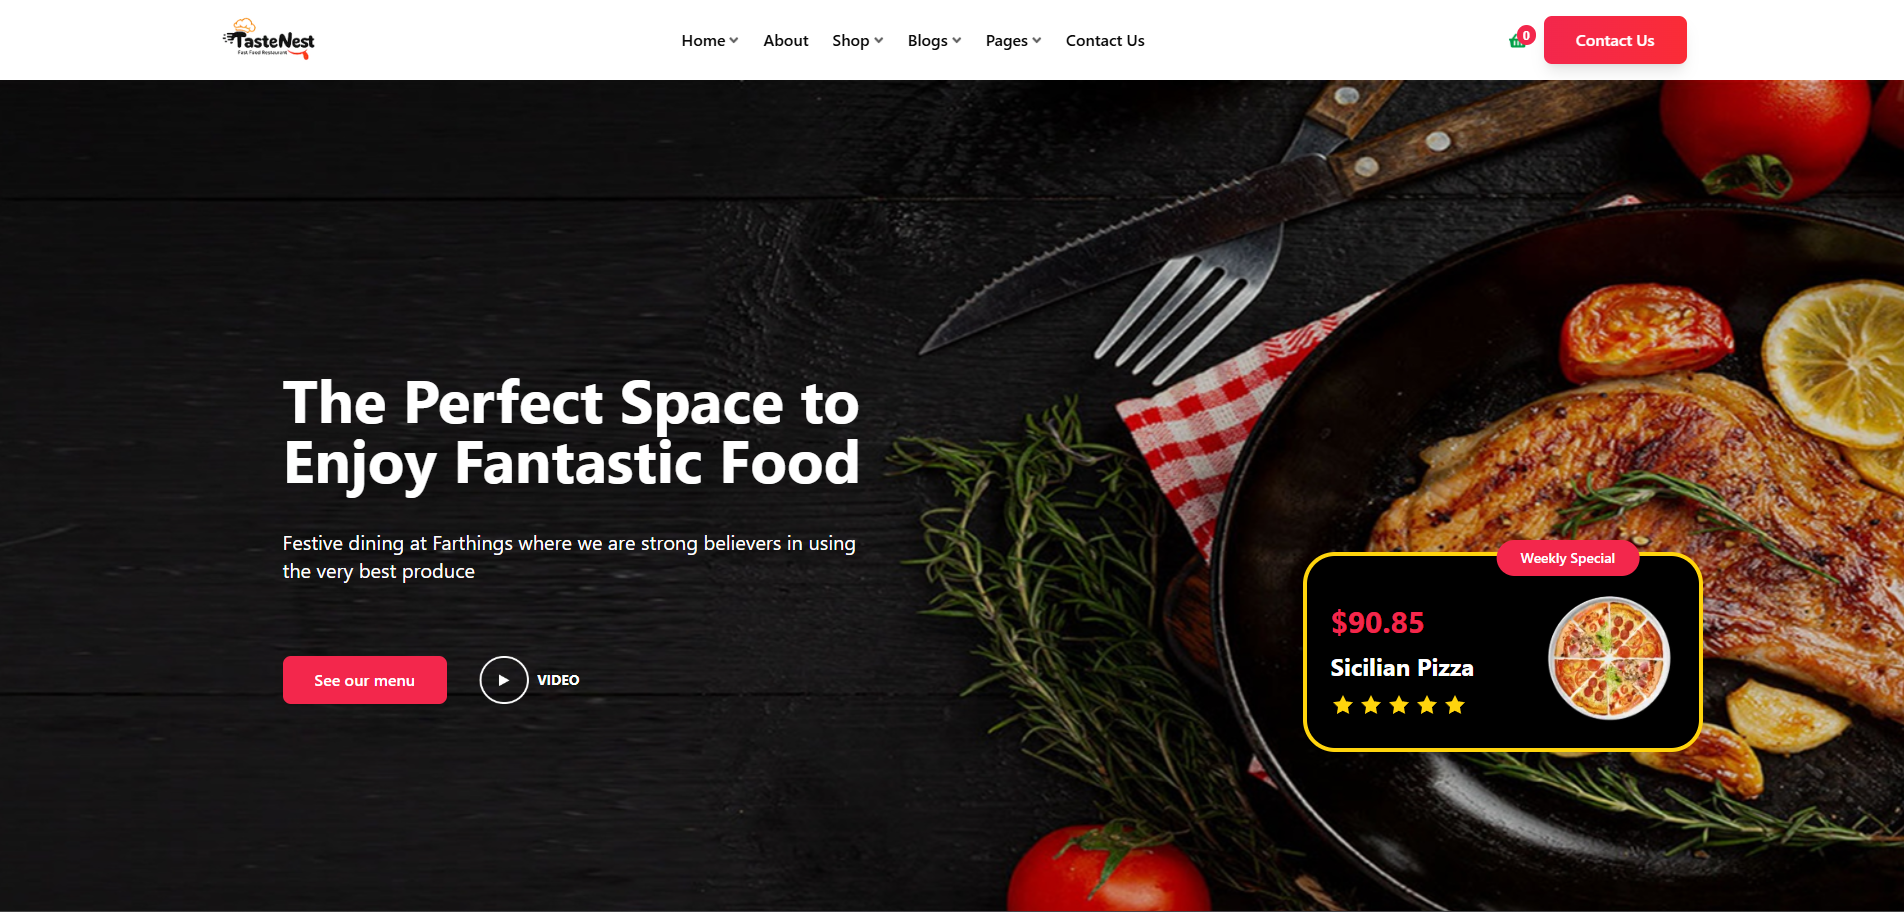 TasteNest
Fast Food Restaurant
Home
About
Shop
Blogs
Pages
Contact Us
0
Contact Us
The Perfect Space to
Enjoy Fantastic Food
Festive dining at Farthings where we are strong believers in using
the very best produce
See our menu
VIDEO
Weekly Special
$90.85
Sicilian Pizza